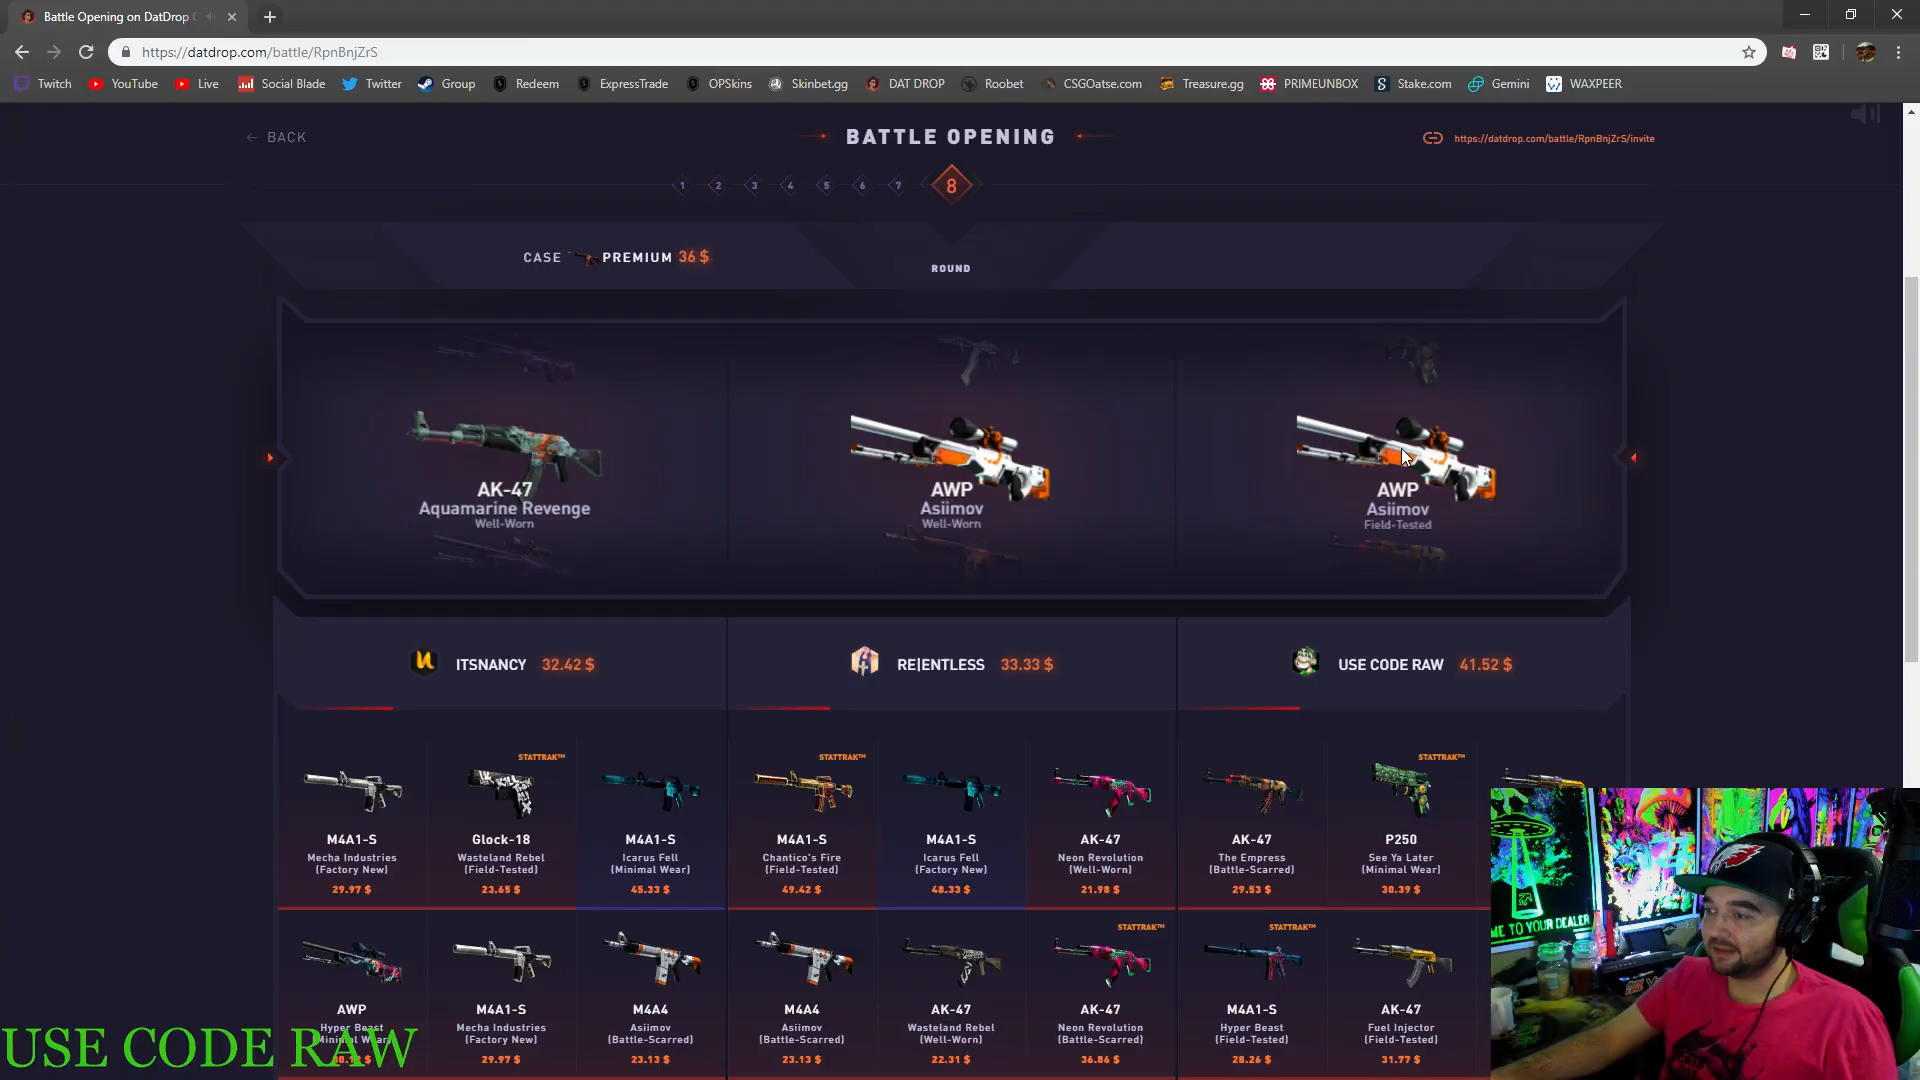 Battle Opening on DatDrop
https://datdrop.com/battle/RpnBnjZrS
Twitch YouTube Live Social Blade Twitter Group Redeem ExpressTrade OPSkins Skinbet.gg DAT DROP Roobet CSGOatse.com Treasure.gg PRIMEUNBOX Stake.com Gemini WAXPEER
BACK
BATTLE OPENING
https://datdrop.com/battle/RpnBnjZrS/invite
1 2 3 4 5 6 7 8
CASE PREMIUM 36 $
ROUND
AK-47
Aquamarine Revenge
Well-Worn
AWP
Asiimov
Well-Worn
AWP
Asiimov
Field-Tested
ITSNANCY 32.42 $
RE|ENTLESS 33.33 $
USE CODE RAW 41.52 $
M4A1-S
Mecha Industries
(Factory New)
29.97 $
STATTRAK™
Glock-18
Wasteland Rebel
(Field-Tested)
23.65 $
M4A1-S
Icarus Fell
(Minimal Wear)
45.33 $
STATTRAK™
M4A1-S
Chantico's Fire
(Field-Tested)
49.42 $
M4A1-S
Icarus Fell
(Factory New)
48.33 $
AK-47
Neon Revolution
(Well-Worn)
21.98 $
AK-47
The Empress
(Battle-Scarred)
29.53 $
STATTRAK™
P250
See Ya Later
(Minimal Wear)
38.39 $
AWP
Hyper Beast
M4A1-S
Mecha Industries
(Factory New)
29.97 $
M4A4
Asiimov
(Battle-Scarred)
23.13 $
M4A4
Asiimov
(Battle-Scarred)
23.13 $
AK-47
Wasteland Rebel
(Well-Worn)
22.31 $
STATTRAK™
AK-47
Neon Revolution
(Battle-Scarred)
36.86 $
STATTRAK™
M4A1-S
Hyper Beast
(Field-Tested)
28.26 $
AK-47
Fuel Injector
(Field-Tested)
31.77 $
ME TO YOUR DEALER
USE CODE RAW